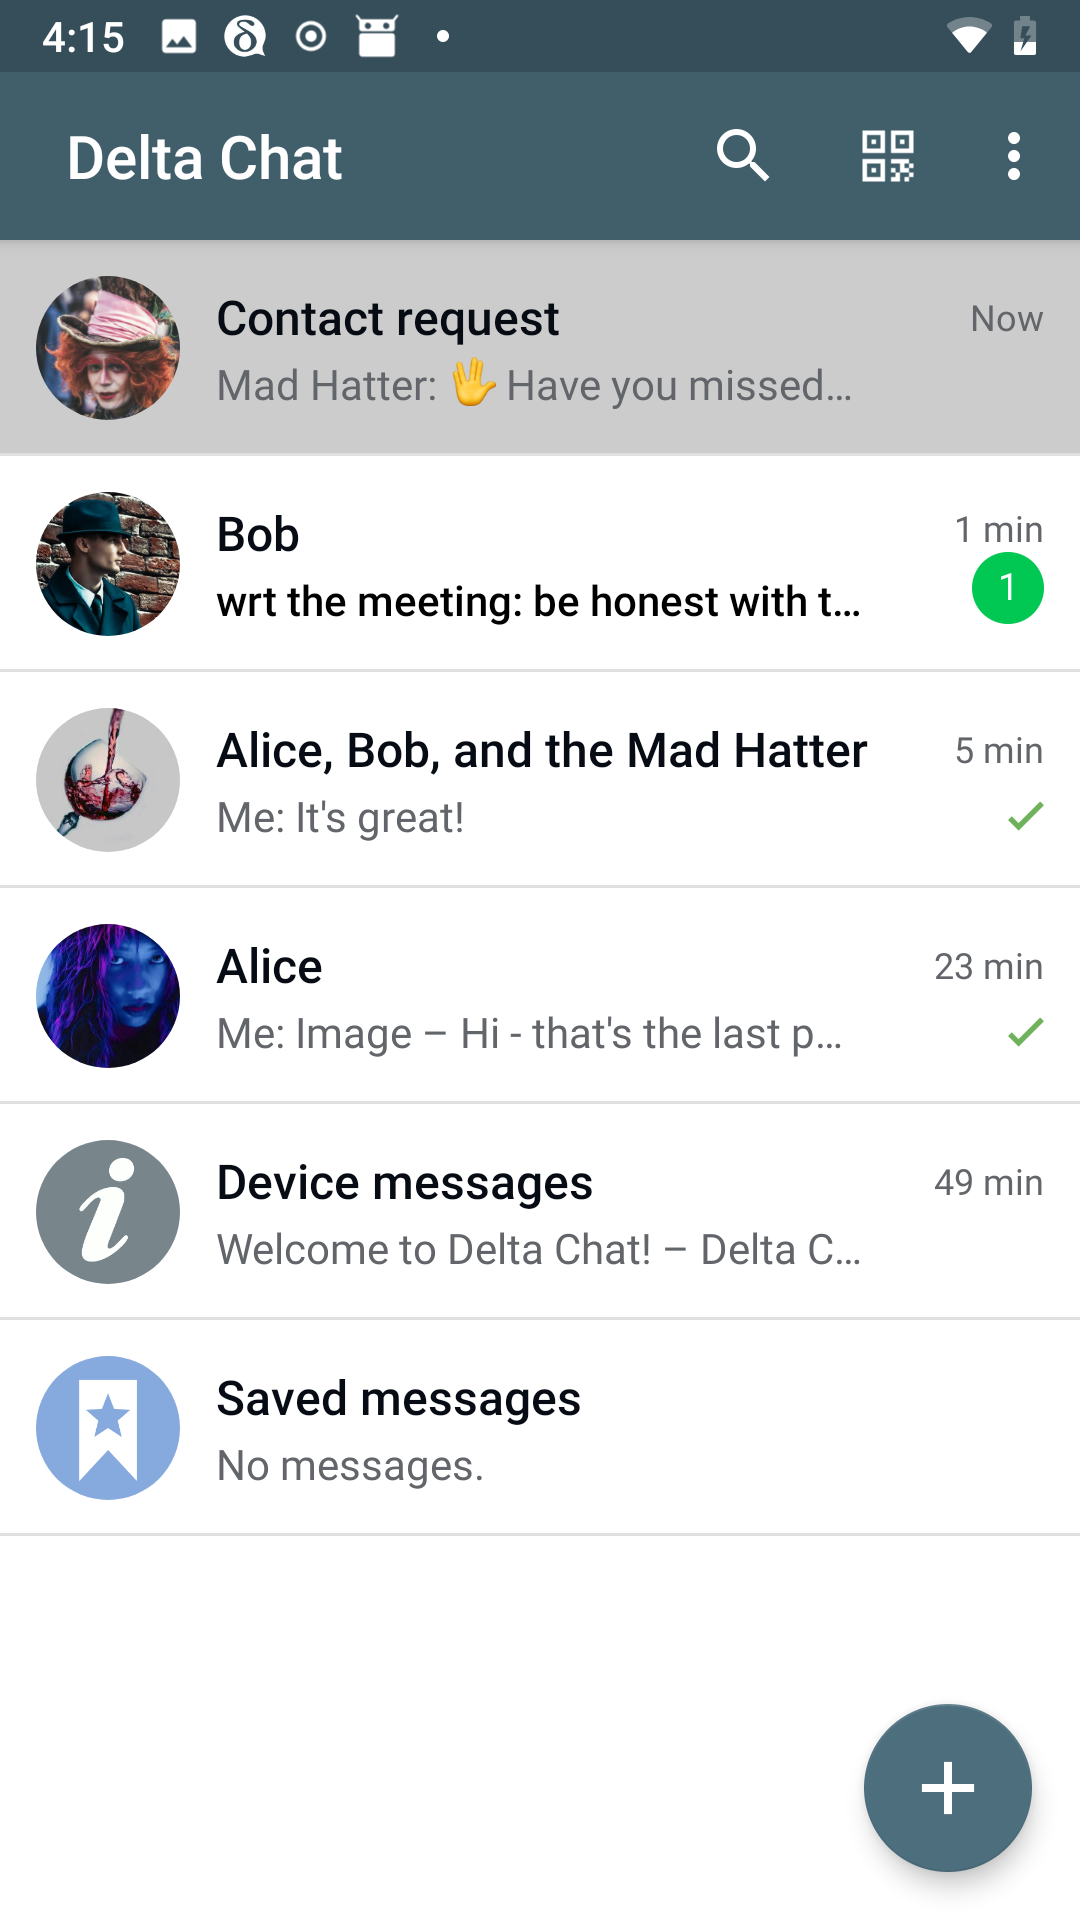 4:15
Delta Chat
Contact request
Now
Mad Hatter: 🖖 Have you missed…
Bob
1 min
wrt the meeting: be honest with t…
1
Alice, Bob, and the Mad Hatter
5 min
Me: It's great!
Alice
23 min
Me: Image – Hi - that's the last p…
Device messages
49 min
Welcome to Delta Chat! – Delta C…
Saved messages
No messages.